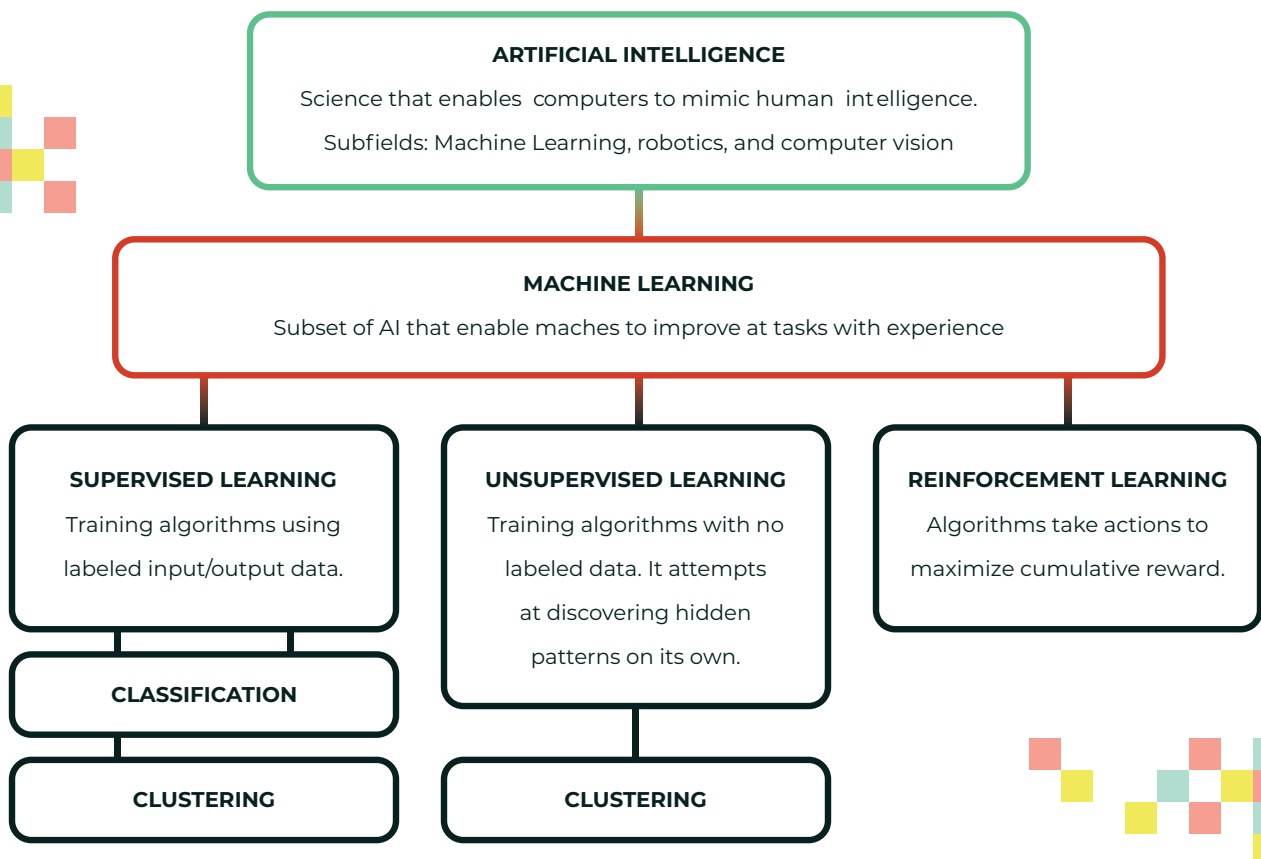 ARTIFICIAL INTELLIGENCE
Science that enables computers to mimic human intelligence.
Subfields: Machine Learning, robotics, and computer vision
MACHINE LEARNING
Subset of AI that enable maches to improve at tasks with experience
SUPERVISED LEARNING
Training algorithms using
labeled input/output data.
UNSUPERVISED LEARNING
Training algorithms with no
labeled data. It attempts
at discovering hidden
patterns on its own.
REINFORCEMENT LEARNING
Algorithms take actions to
maximize cumulative reward.
CLASSIFICATION
CLUSTERING
CLUSTERING